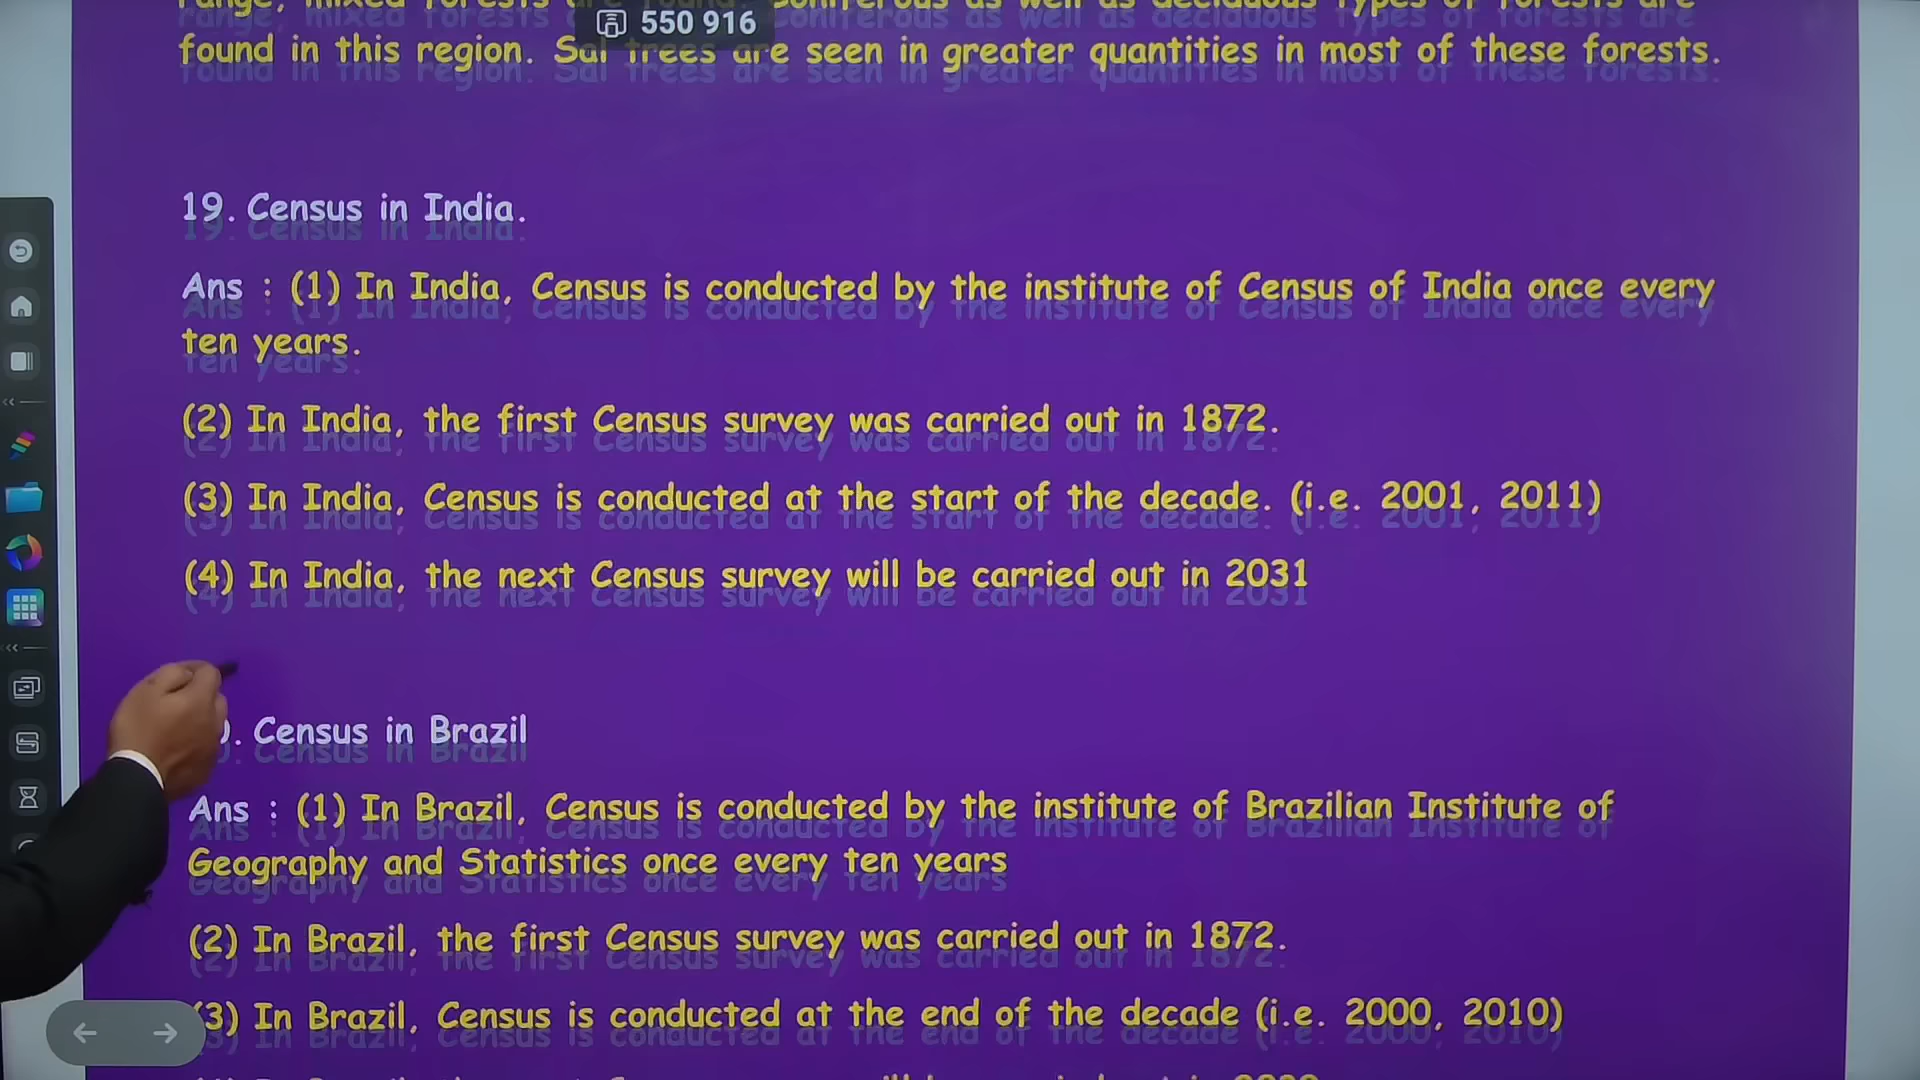 550 916
found in this region. Sal trees are seen in greater quantities in most of these forests.
19. Census in India.
Ans : (1) In India, Census is conducted by the institute of Census of India once every
ten years.
(2) In India, the first Census survey was carried out in 1872.
(3) In India, Census is conducted at the start of the decade. (i.e. 2001, 2011)
(4) In India, the next Census survey will be carried out in 2031
. Census in Brazil
Ans : (1) In Brazil, Census is conducted by the institute of Brazilian Institute of
Geography and Statistics once every ten years
(2) In Brazil, the first Census survey was carried out in 1872.
(3) In Brazil, Census is conducted at the end of the decade (i.e. 2000, 2010)